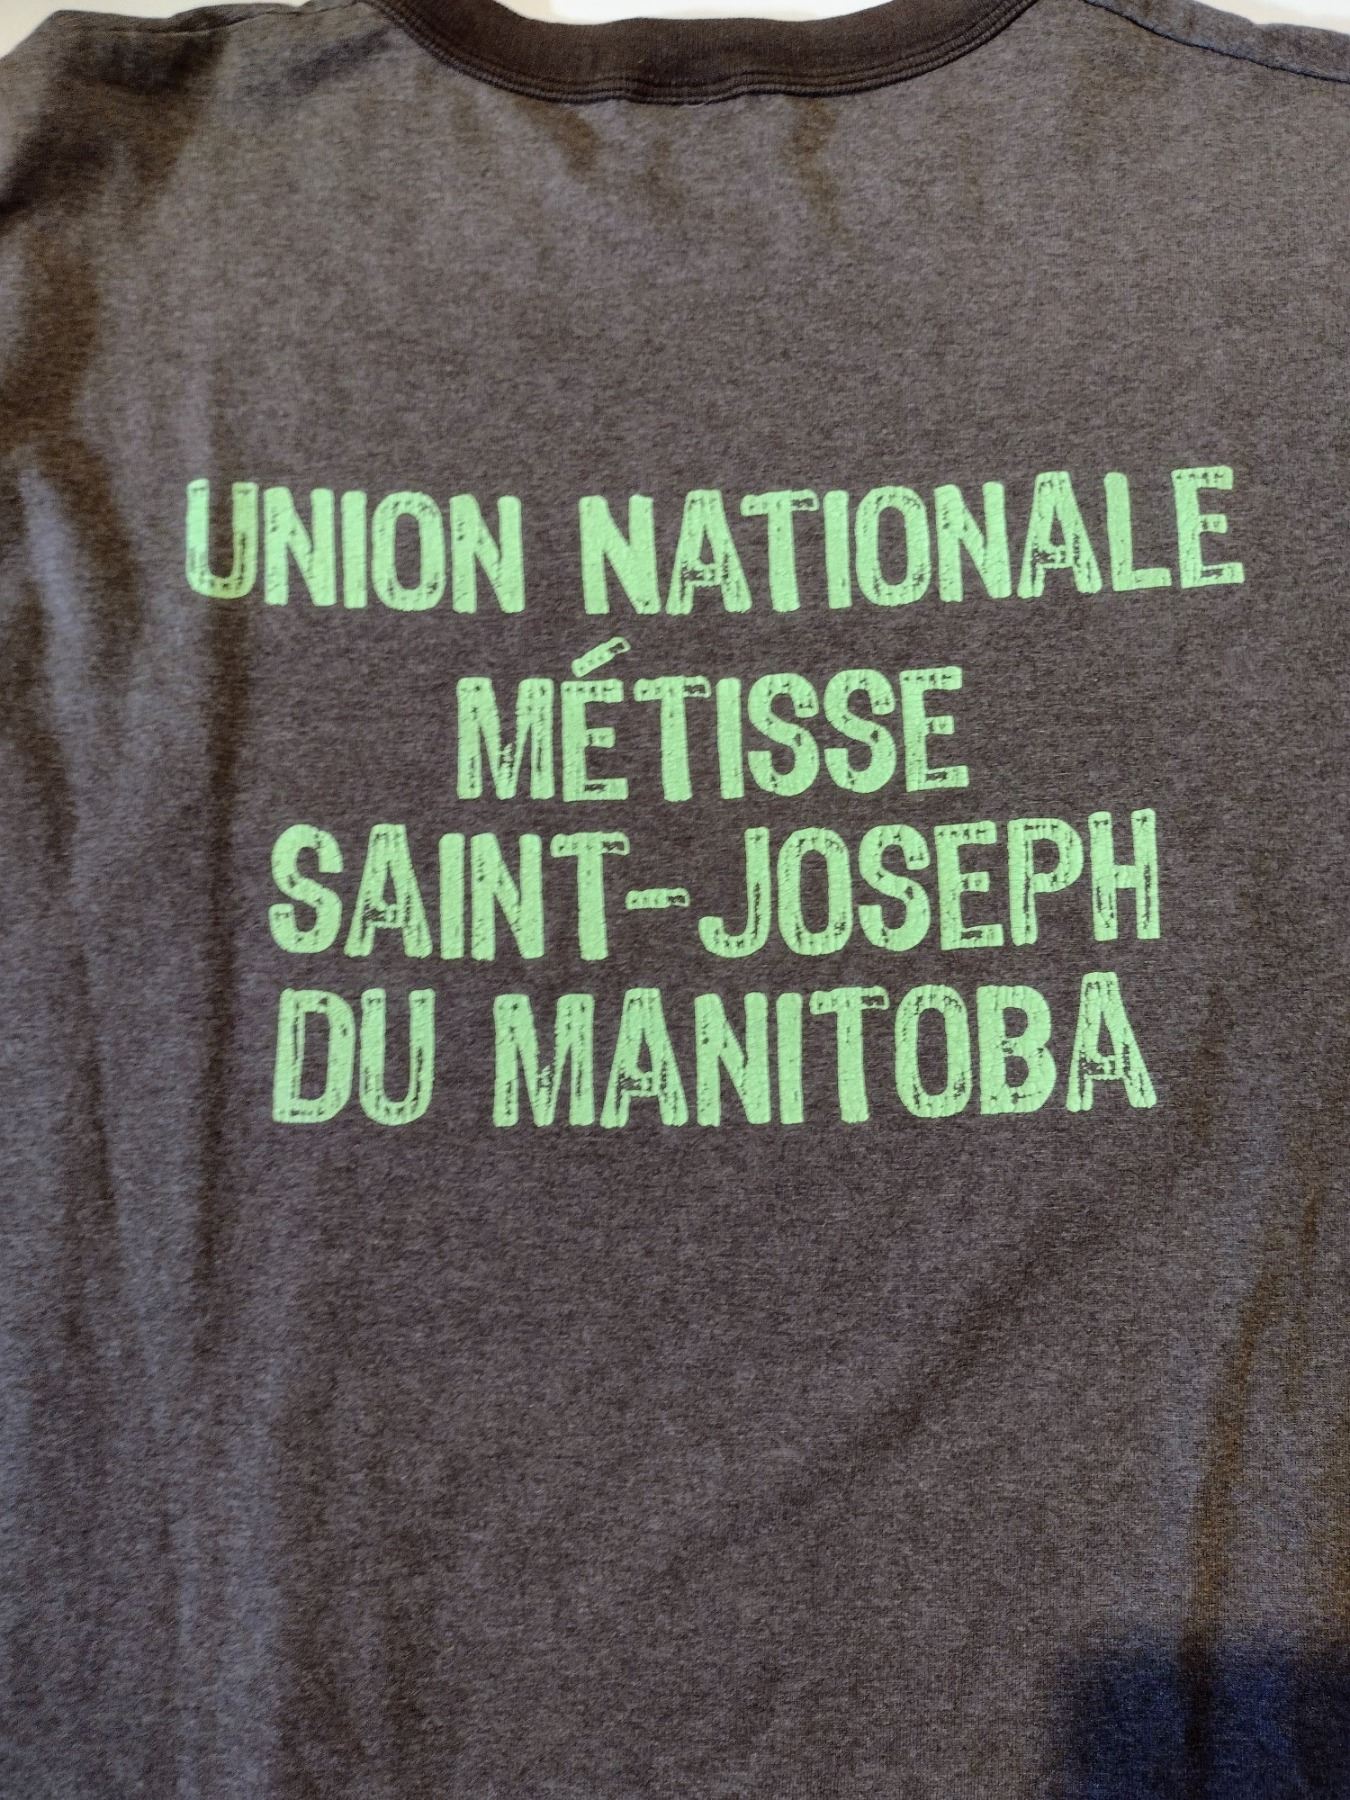 UNION NATIONALE
MÉTISSE
SAINT-JOSEPH
DU MANITOBA